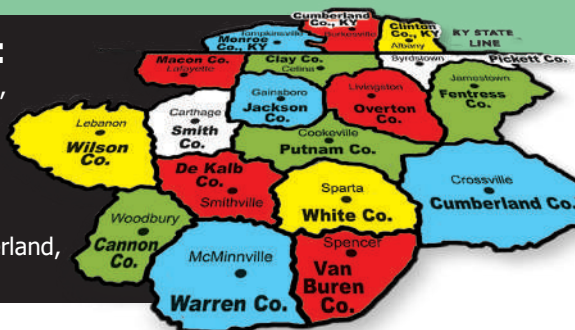 :
,
rland,
Cumberland
Co., KY
Burkesville
Clinton
Co., KY
Albany
KY STATE
LINE
Tompkinsville
Monroe
Co., KY
Macon Co.
Lafayette
Clay Co.
Celina
Byrdstown
Pickett Co.
Gainsboro
Jackson
Co.
Livingston
Overton
Co.
Jamestown
Fentress
Co.
Lebanon
Wilson
Co.
Carthage
Smith
Co.
Cookeville
Putnam Co.
De Kalb
Co.
Smithville
Sparta
White Co.
Crossville
Cumberland Co.
Woodbury
Cannon
Co.
McMinnville
Warren Co.
Spencer
Van
Buren
Co.